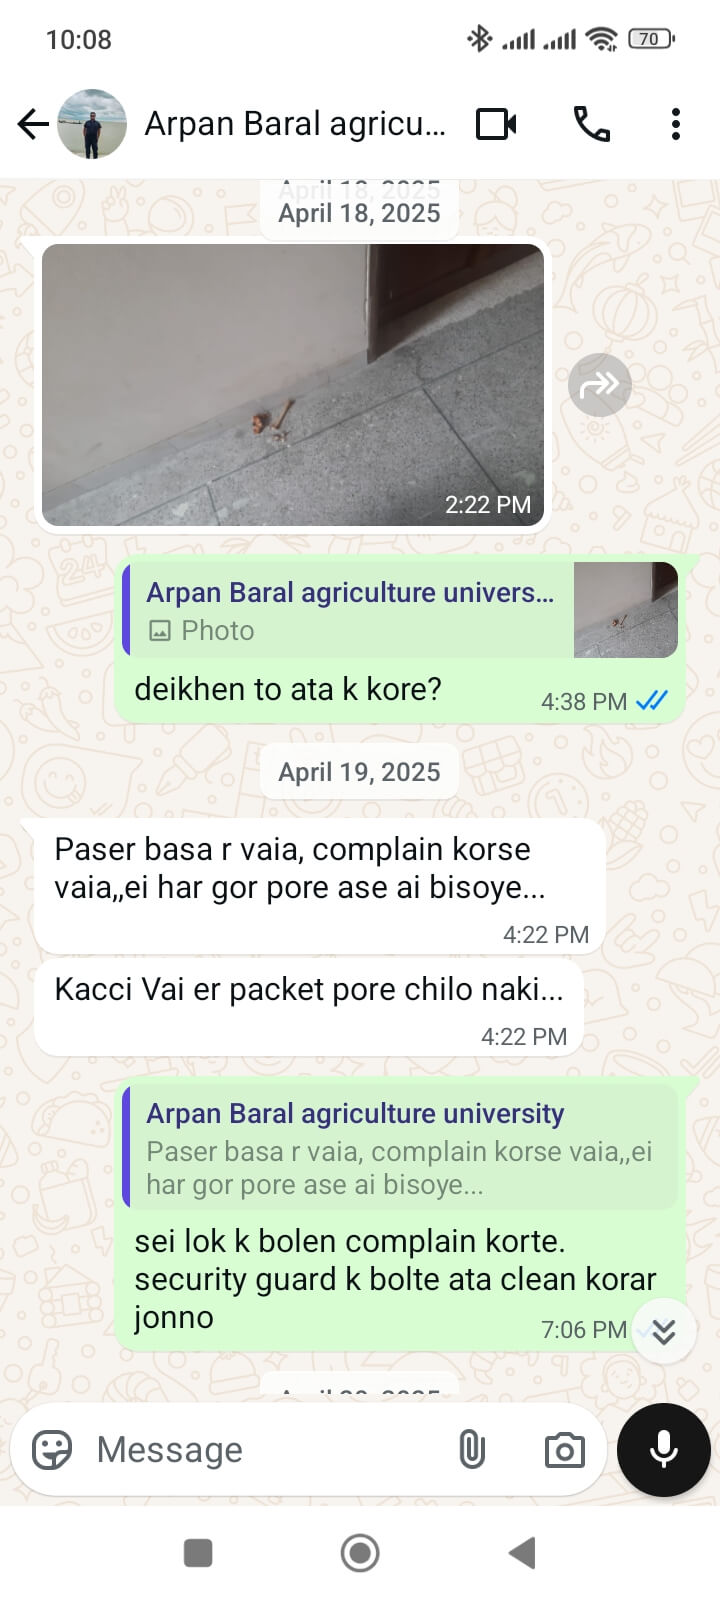 10:08
70
Arpan Baral agricu...
April 18, 2025
April 18, 2025
2:22 PM
Arpan Baral agriculture univers...
Photo
deikhen to ata k kore?
4:38 PM
April 19, 2025
Paser basa r vaia, complain korse
vaia,,ei har gor pore ase ai bisoye...
4:22 PM
Kacci Vai er packet pore chilo naki...
4:22 PM
Arpan Baral agriculture university
Paser basa r vaia, complain korse vaia,,ei
har gor pore ase ai bisoye...
sei lok k bolen complain korte.
security guard k bolte ata clean korar
jonno
7:06 PM
Message